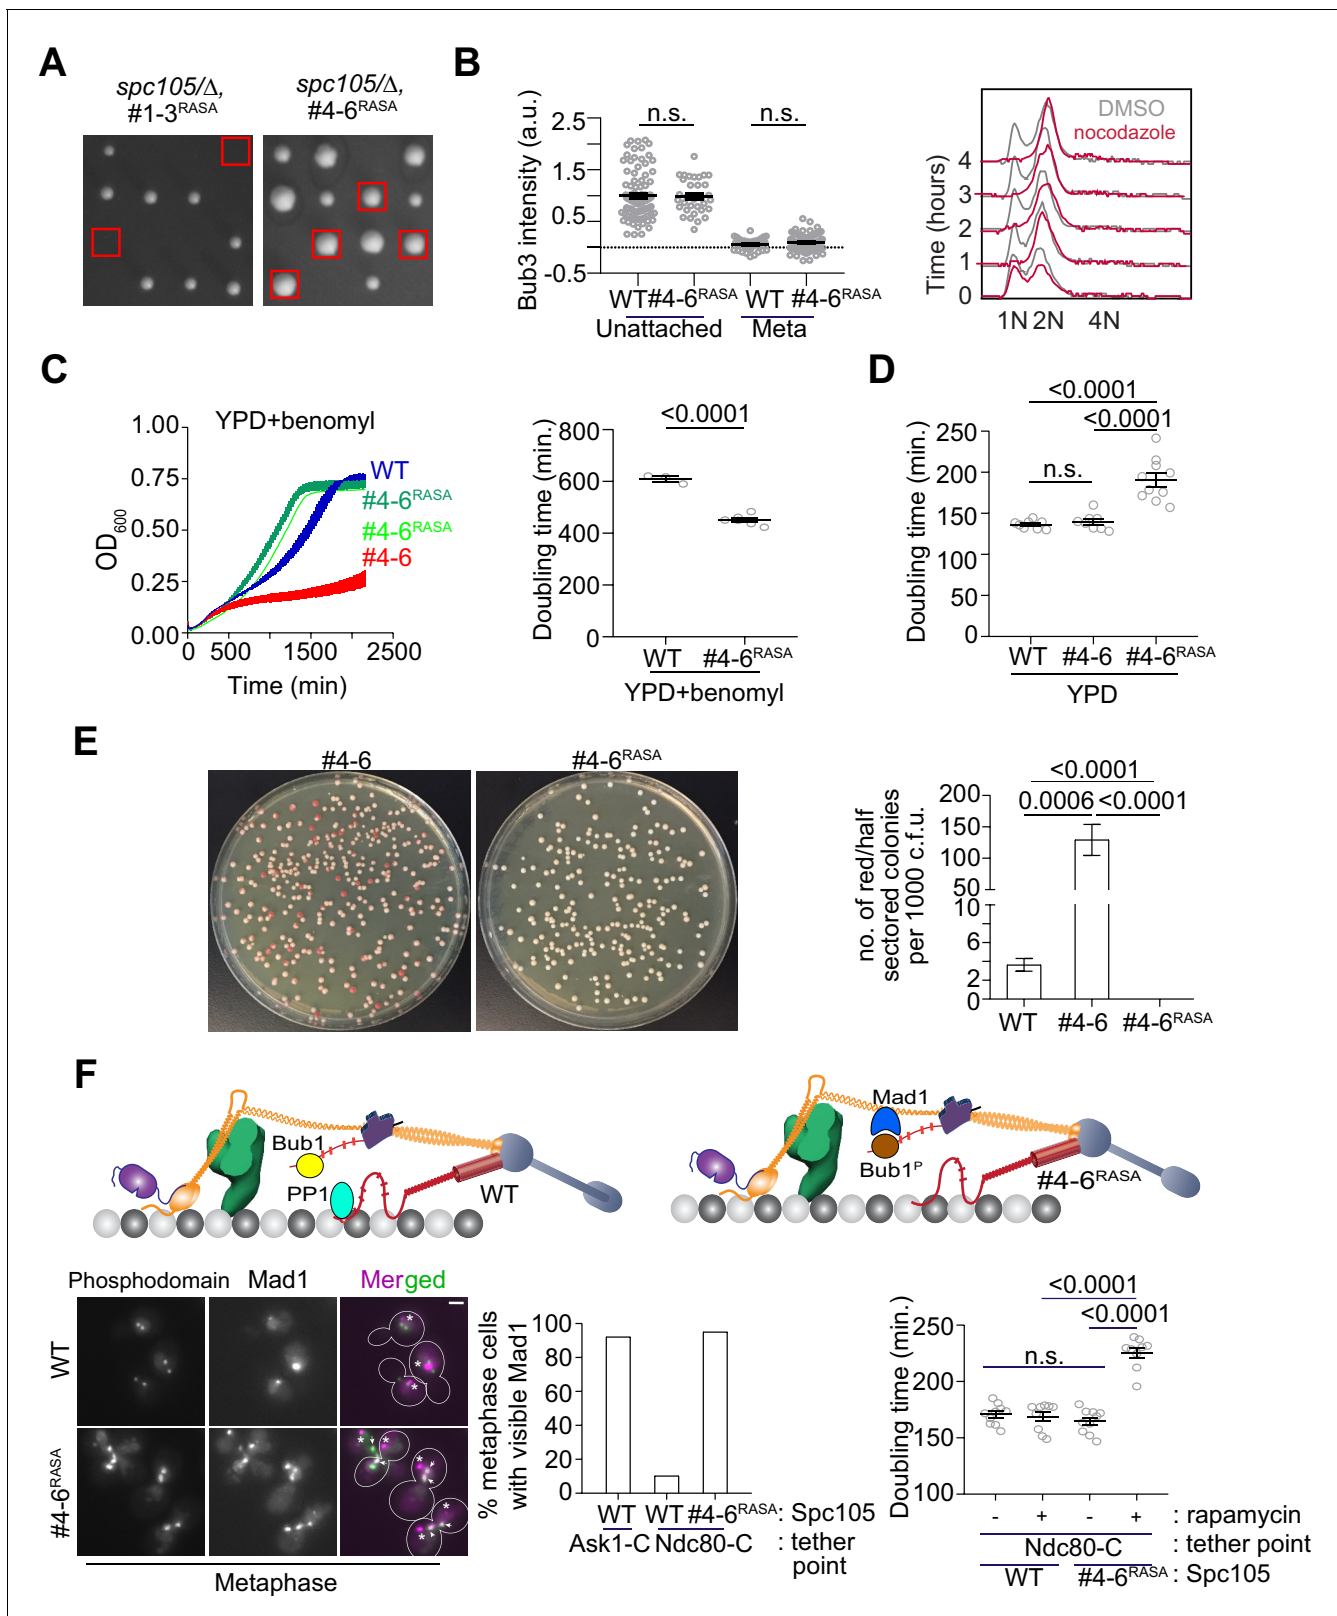 A
spc105/Δ,
#1-3RASA
spc105/Δ,
#4-6RASA
B
Bub3 intensity (a.u.)
2.5
1.5
0.5
-0.5
n.s.
n.s.
WT #4-6RASA WT #4-6RASA
Unattached Meta
Time (hours)
DMSO
nocodazole
4
3
2
1
0
1N 2N 4N
C
YPD+benomyl
OD600
1.00
0.75
0.50
0.25
0.00
WT
#4-6RASA
#4-6RASA
#4-6
0 500 1500 2500
Time (min)
Doubling time (min.)
800
600
400
200
0
<0.0001
WT #4-6RASA
YPD+benomyl
D
Doubling time (min.)
250
200
150
100
50
0
<0.0001
<0.0001
n.s.
WT #4-6 #4-6RASA
YPD
E
#4-6
#4-6RASA
no. of red/half
sectored colonies
per 1000 c.f.u.
200
150
100
50
10
8
6
4
2
0
<0.0001
0.0006 <0.0001
WT #4-6 #4-6RASA
F
Bub1
PP1
WT
Mad1
Bub1P
#4-6RASA
Phosphodomain Mad1 Merged
WT
#4-6RASA
* * *
* * * *
Metaphase
% metaphase cells
with visible Mad1
100
80
60
40
20
0
WT WT #4-6RASA : Spc105
Ask1-C Ndc80-C : tether
point
Doubling time (min.)
250
200
150
100
<0.0001
<0.0001
n.s.
- + - + : rapamycin
Ndc80-C : tether point
WT #4-6RASA : Spc105